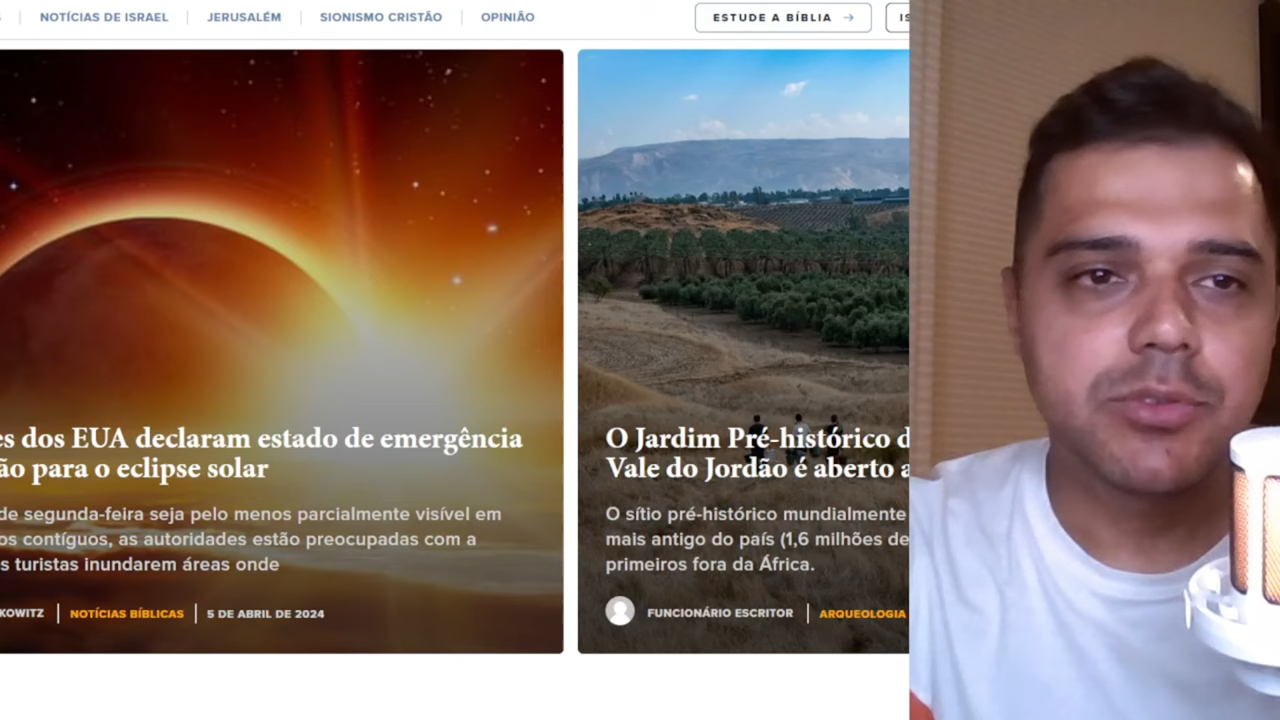 NOTÍCIAS DE ISRAEL
JERUSALÉM
SIONISMO CRISTÃO
OPINIÃO
ESTUDE A BÍBLIA →
es dos EUA declaram estado de emergência
ão para o eclipse solar
de segunda-feira seja pelo menos parcialmente visível em
os contíguos, as autoridades estão preocupadas com a
s turistas inundarem áreas onde
KOWITZ | NOTÍCIAS BÍBLICAS | 5 DE ABRIL DE 2024
O Jardim Pré-histórico d
Vale do Jordão é aberto a
O sítio pré-histórico mundialmente
mais antigo do país (1,6 milhões de
primeiros fora da África.
FUNCIONÁRIO ESCRITOR | ARQUEOLOGIA